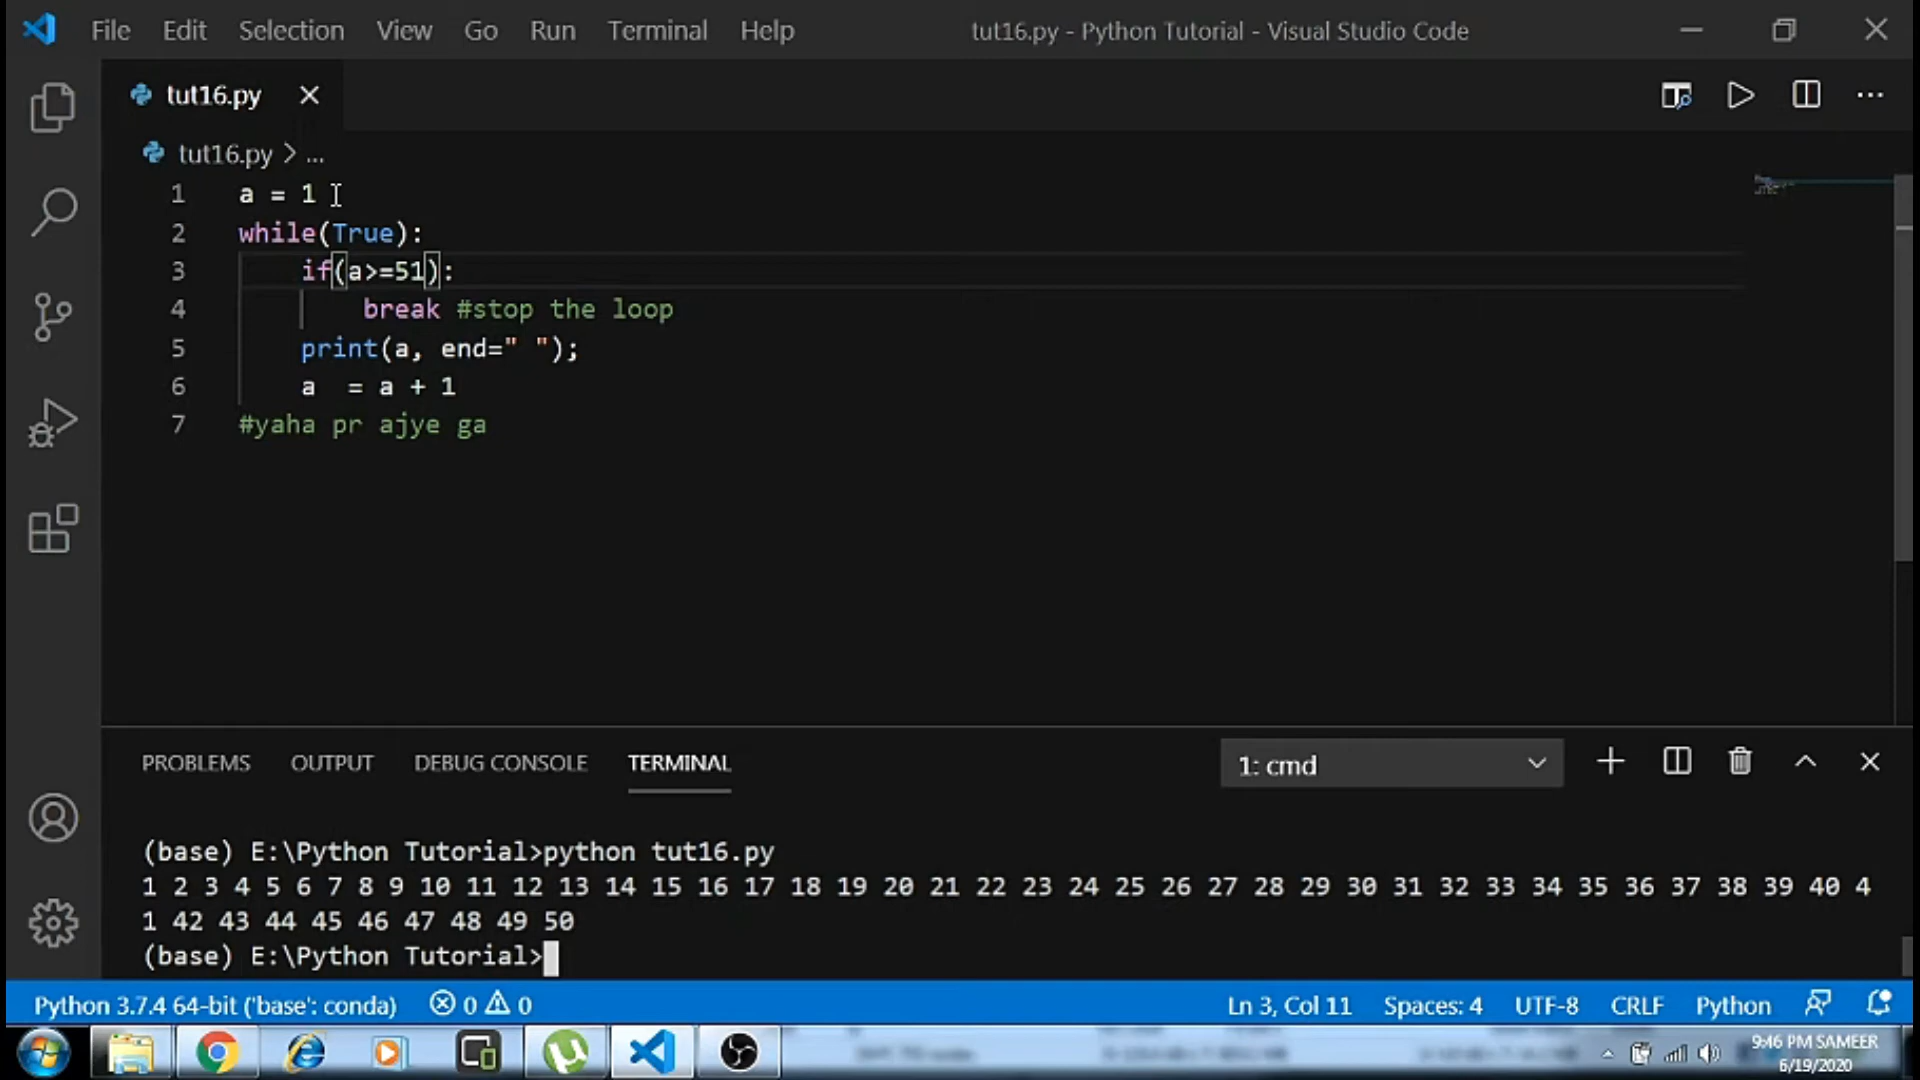 File Edit Selection View Go Run Terminal Help tut16.py - Python Tutorial - Visual Studio Code
tut16.py
tut16.py > ...
1 a = 1
2 while(True):
3 if(a>=51):
4 break #stop the loop
5 print(a, end=" ");
6 a  = a + 1
7 #yaha pr ajye ga
PROBLEMS OUTPUT DEBUG CONSOLE TERMINAL 1: cmd
(base) E:\Python Tutorial>python tut16.py
1 2 3 4 5 6 7 8 9 10 11 12 13 14 15 16 17 18 19 20 21 22 23 24 25 26 27 28 29 30 31 32 33 34 35 36 37 38 39 40 4
1 42 43 44 45 46 47 48 49 50
(base) E:\Python Tutorial>
Python 3.7.4 64-bit ('base': conda) 0 0 Ln 3, Col 11 Spaces: 4 UTF-8 CRLF Python
9:46 PM SAMEER
6/19/2020